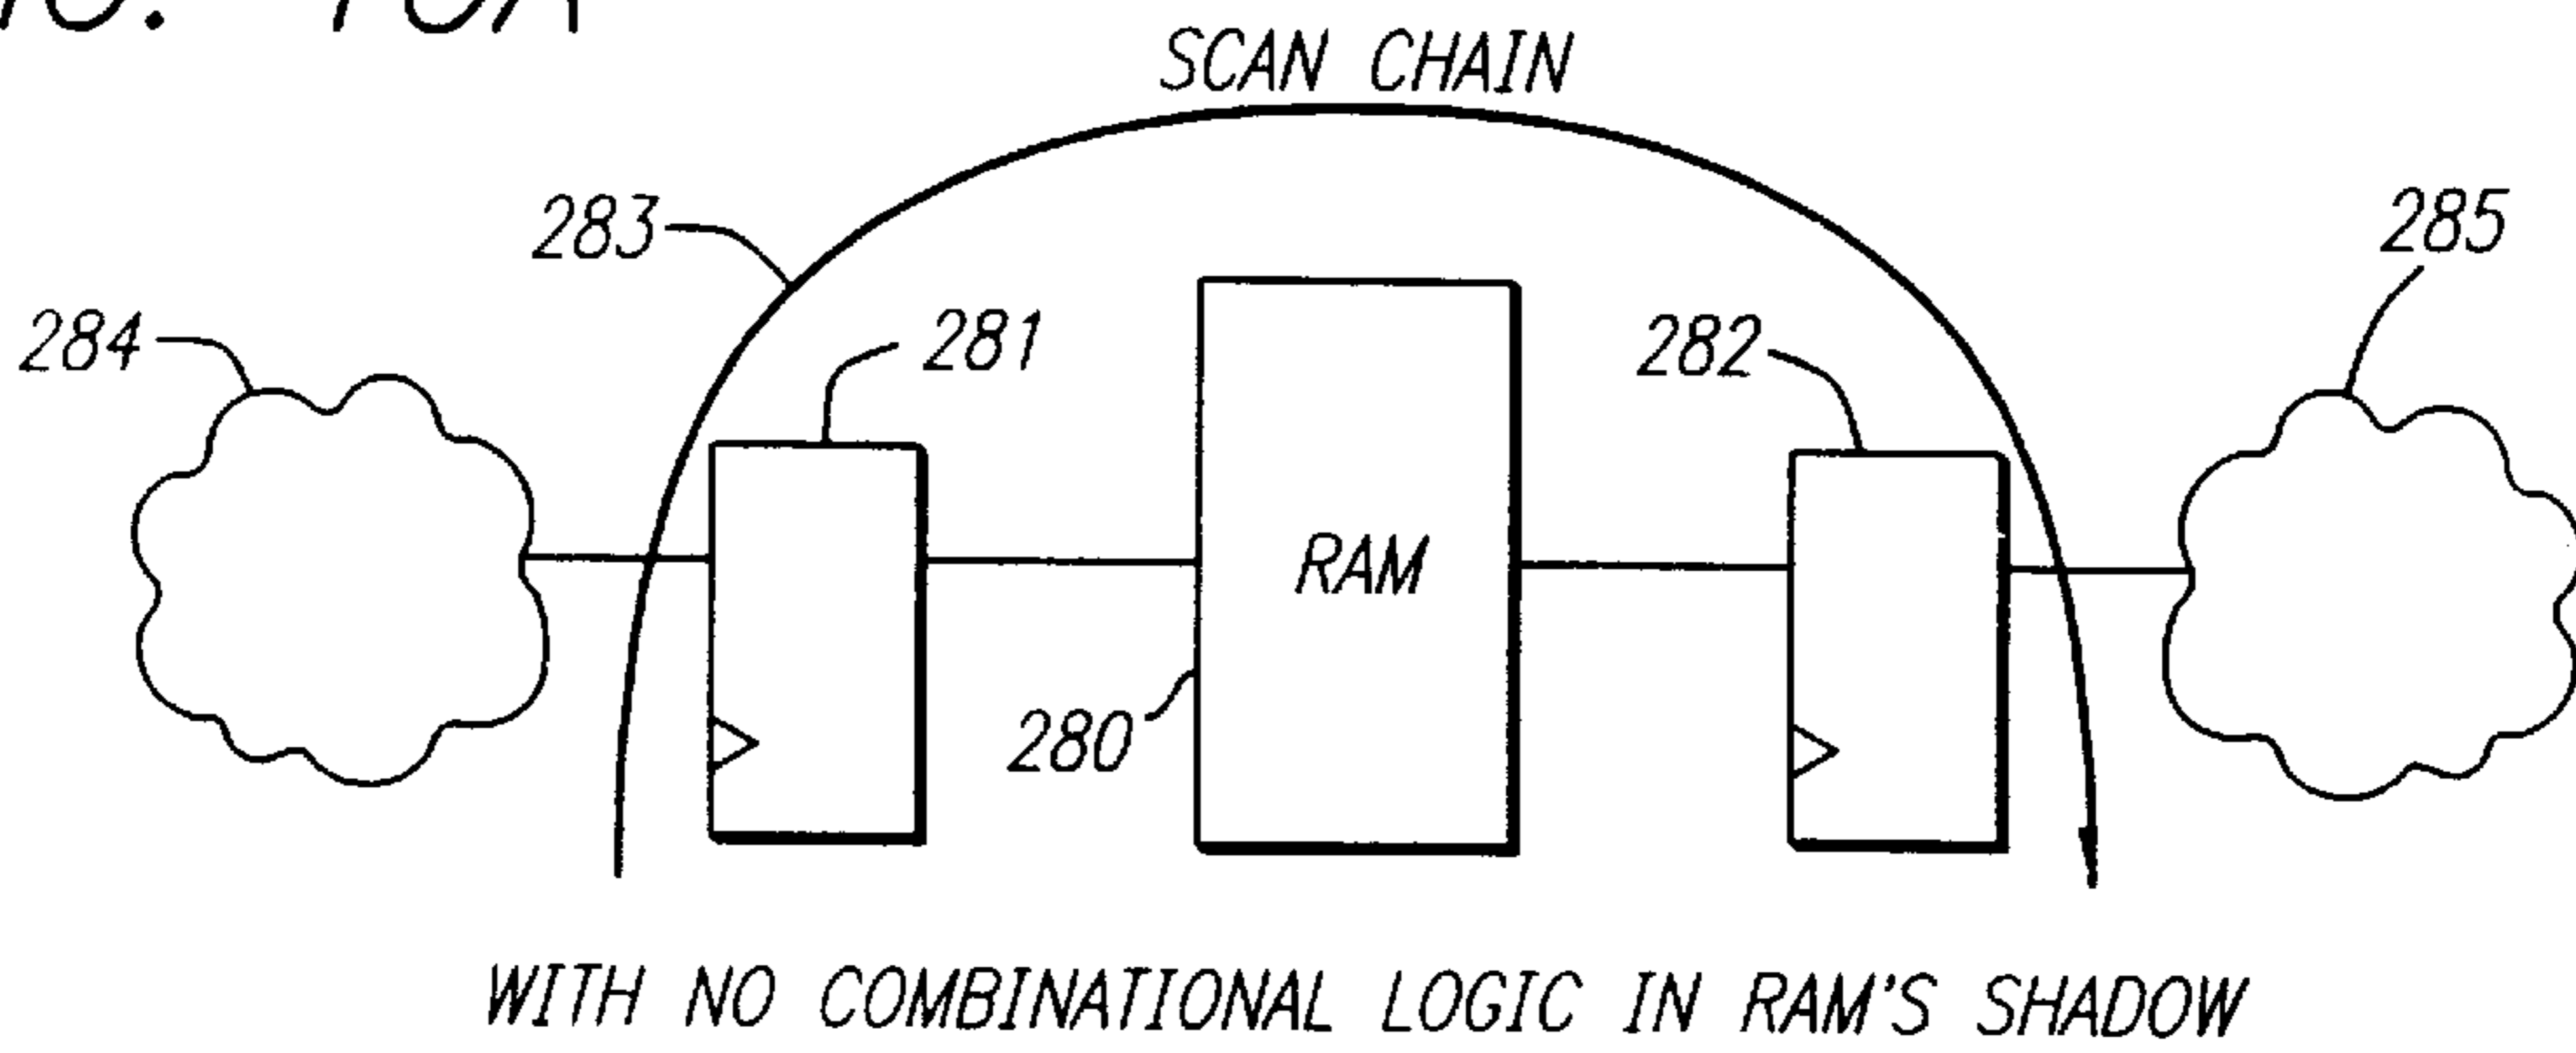 SCAN CHAIN
283
285
284
281
282
RAM
280
WITH NO COMBINATIONAL LOGIC IN RAM'S SHADOW